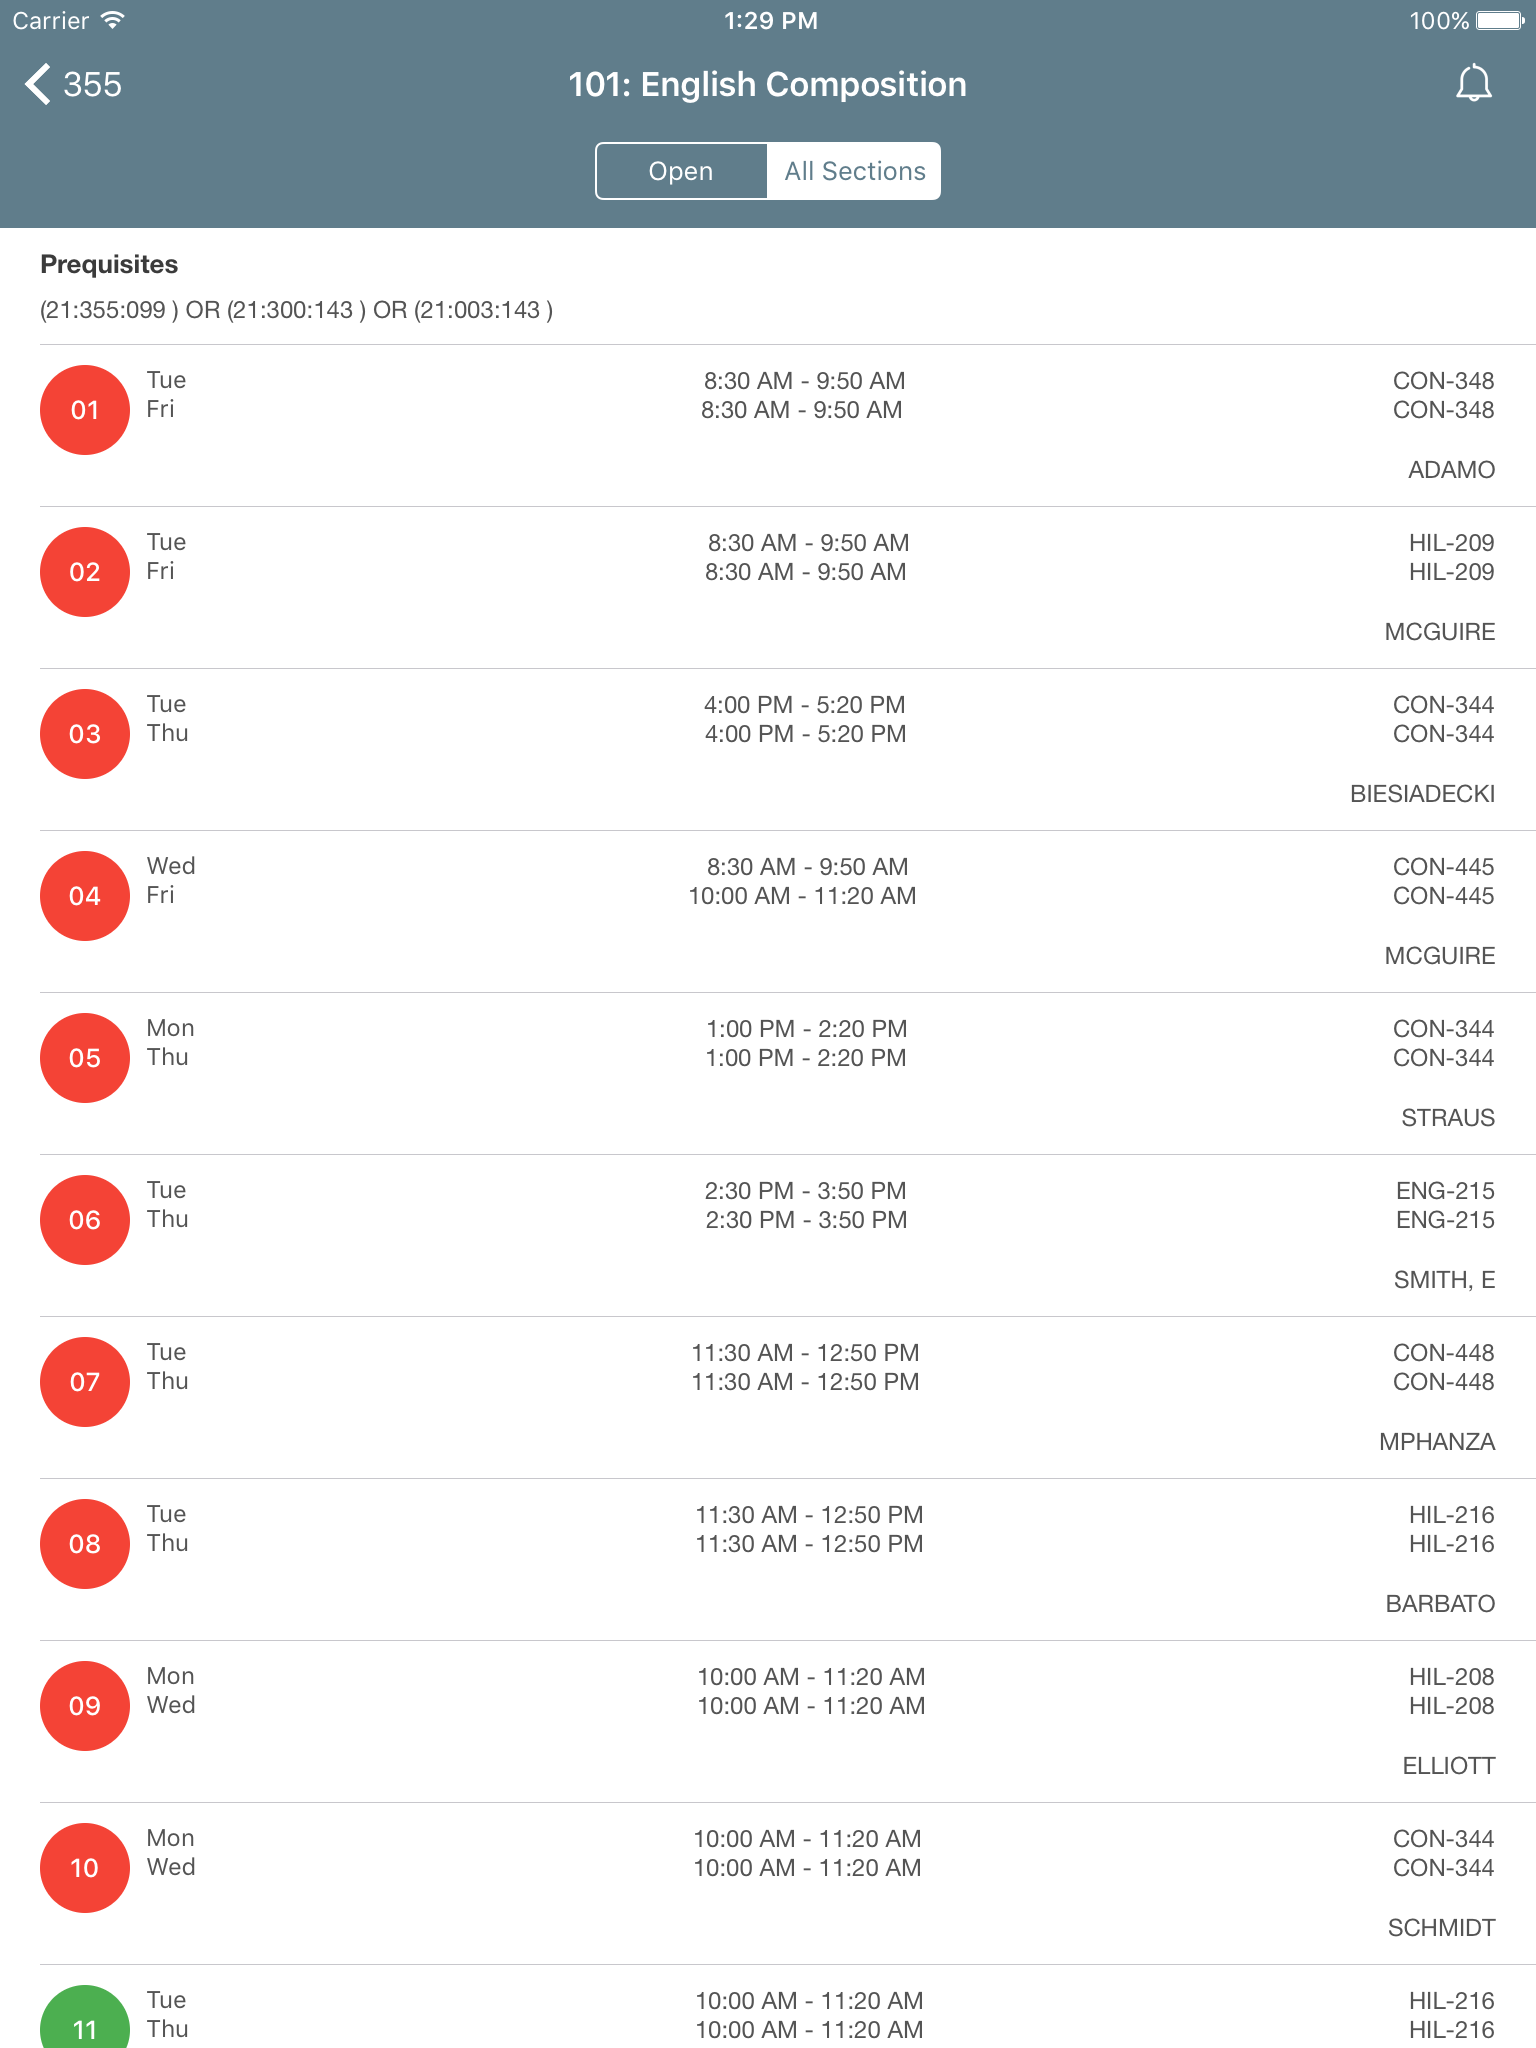 Carrier 1:29 PM 100%
355 101: English Composition
Open All Sections
Prequisites
(21:355:099 ) OR (21:300:143 ) OR (21:003:143 )
01 Tue 8:30 AM - 9:50 AM CON-348
Fri 8:30 AM - 9:50 AM CON-348
ADAMO
02 Tue 8:30 AM - 9:50 AM HIL-209
Fri 8:30 AM - 9:50 AM HIL-209
MCGUIRE
03 Tue 4:00 PM - 5:20 PM CON-344
Thu 4:00 PM - 5:20 PM CON-344
BIESIADECKI
04 Wed 8:30 AM - 9:50 AM CON-445
Fri 10:00 AM - 11:20 AM CON-445
MCGUIRE
05 Mon 1:00 PM - 2:20 PM CON-344
Thu 1:00 PM - 2:20 PM CON-344
STRAUS
06 Tue 2:30 PM - 3:50 PM ENG-215
Thu 2:30 PM - 3:50 PM ENG-215
SMITH, E
07 Tue 11:30 AM - 12:50 PM CON-448
Thu 11:30 AM - 12:50 PM CON-448
MPHANZA
08 Tue 11:30 AM - 12:50 PM HIL-216
Thu 11:30 AM - 12:50 PM HIL-216
BARBATO
09 Mon 10:00 AM - 11:20 AM HIL-208
Wed 10:00 AM - 11:20 AM HIL-208
ELLIOTT
10 Mon 10:00 AM - 11:20 AM CON-344
Wed 10:00 AM - 11:20 AM CON-344
SCHMIDT
11 Tue 10:00 AM - 11:20 AM HIL-216
Thu 10:00 AM - 11:20 AM HIL-216